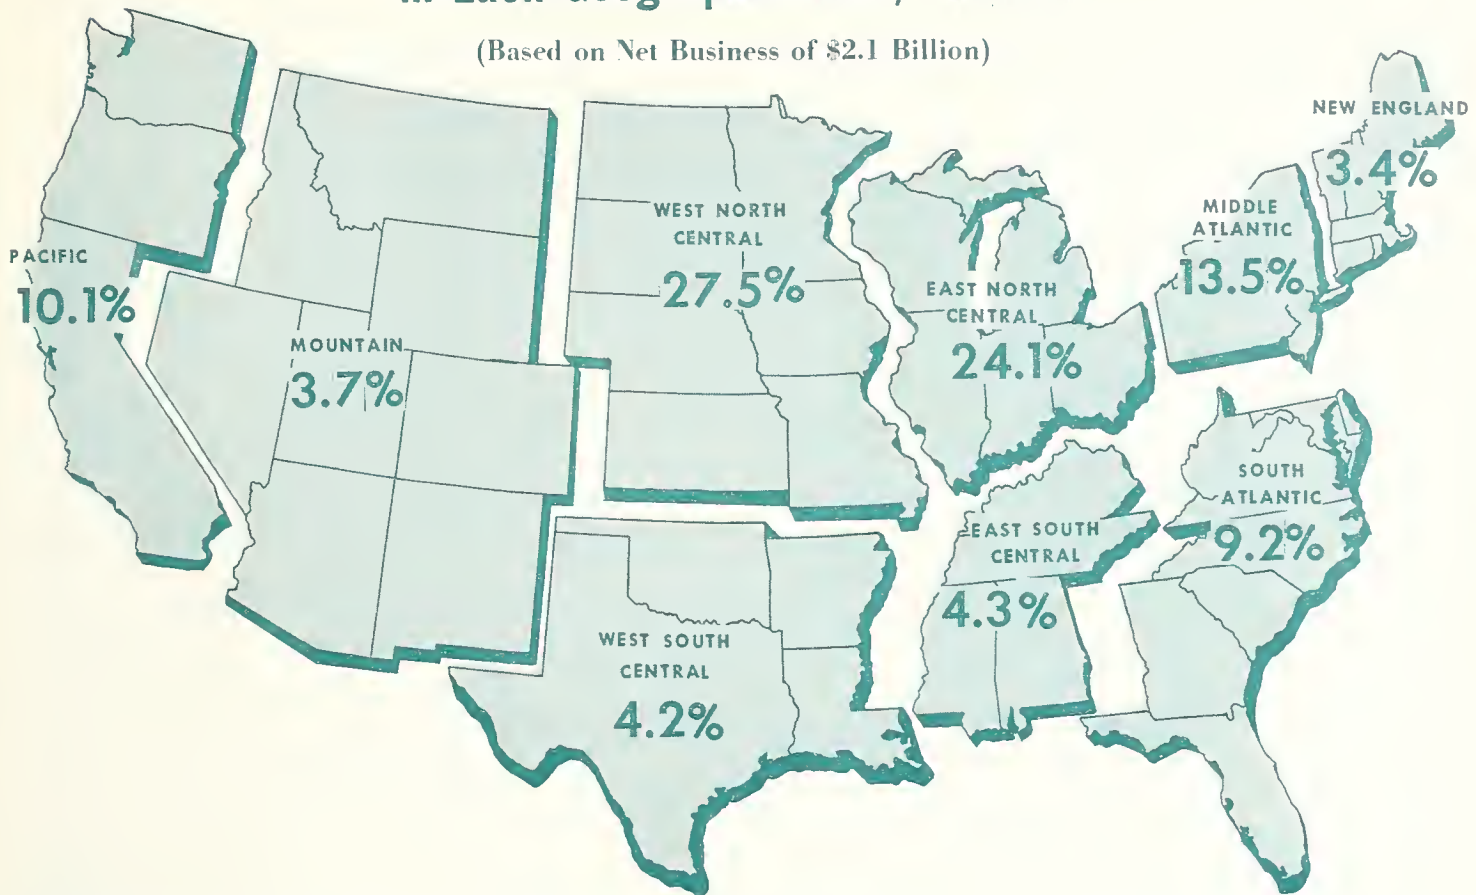 in Each
(Based on Net Business of $2.1 Billion)
NEW ENGLAND
3.4%
MIDDLE
ATLANTIC
13.5%
WEST NORTH
CENTRAL
27.5%
EAST NORTH
CENTRAL
24.1%
PACIFIC
10.1%
MOUNTAIN
3.7%
SOUTH
ATLANTIC
9.2%
EAST SOUTH
CENTRAL
4.3%
WEST SOUTH
CENTRAL
4.2%